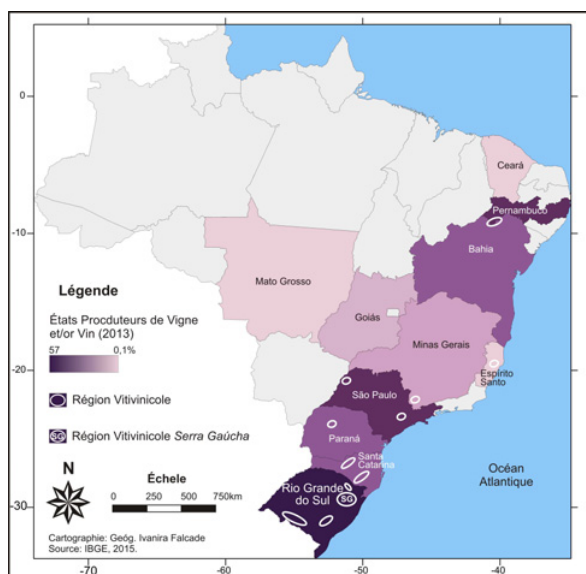 0
-10
-20
-30
-70
-60
-50
-40
Ceará
Pernambuco
Bahia
Mato Grosso
Goiás
Minas Gerais
Espírito
Santo
São Paulo
Paraná
Santa
Catarina
Rio Grande
do Sul
SG
Océan
Atlantique
Légende
États Procduteurs de Vigne
et/or Vin (2013)
57 0,1%
Région Vitivinicole
SG Région Vitivinicole Serra Gaúcha
N
Échele
0 250 500 750km
Cartographie: Geóg. Ivanira Falcade
Source: IBGE, 2015.